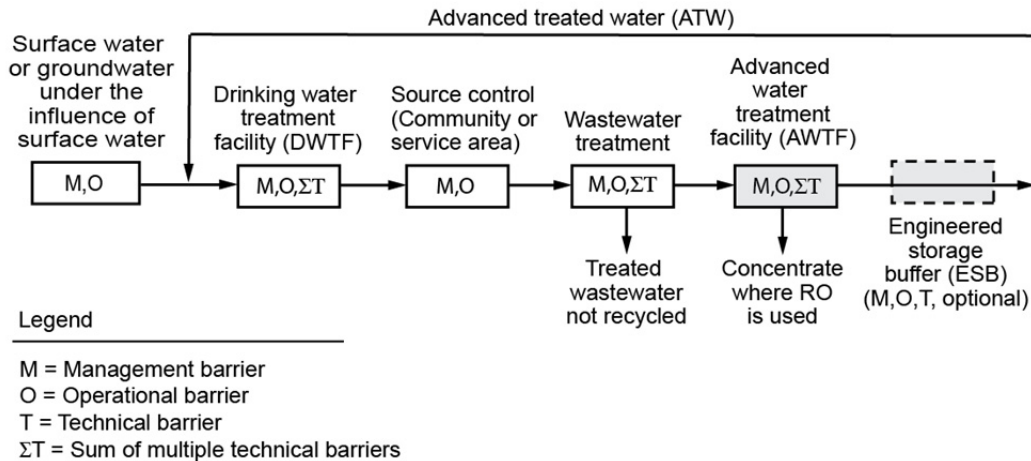 Advanced treated water (ATW)
Surface water
or groundwater
under the
influence of
surface water
M,O
Drinking water
treatment
facility (DWTF)
M,O,ΣT
Source control
(Community or
service area)
M,O
Wastewater
treatment
M,O,ΣT
Treated
wastewater
not recycled
Advanced
water
treatment
facility (AWTF)
M,O,ΣT
Concentrate
where RO
is used
Engineered
storage
buffer (ESB)
(M,O,T, optional)
Legend
M = Management barrier
O = Operational barrier
T = Technical barrier
ΣT = Sum of multiple technical barriers